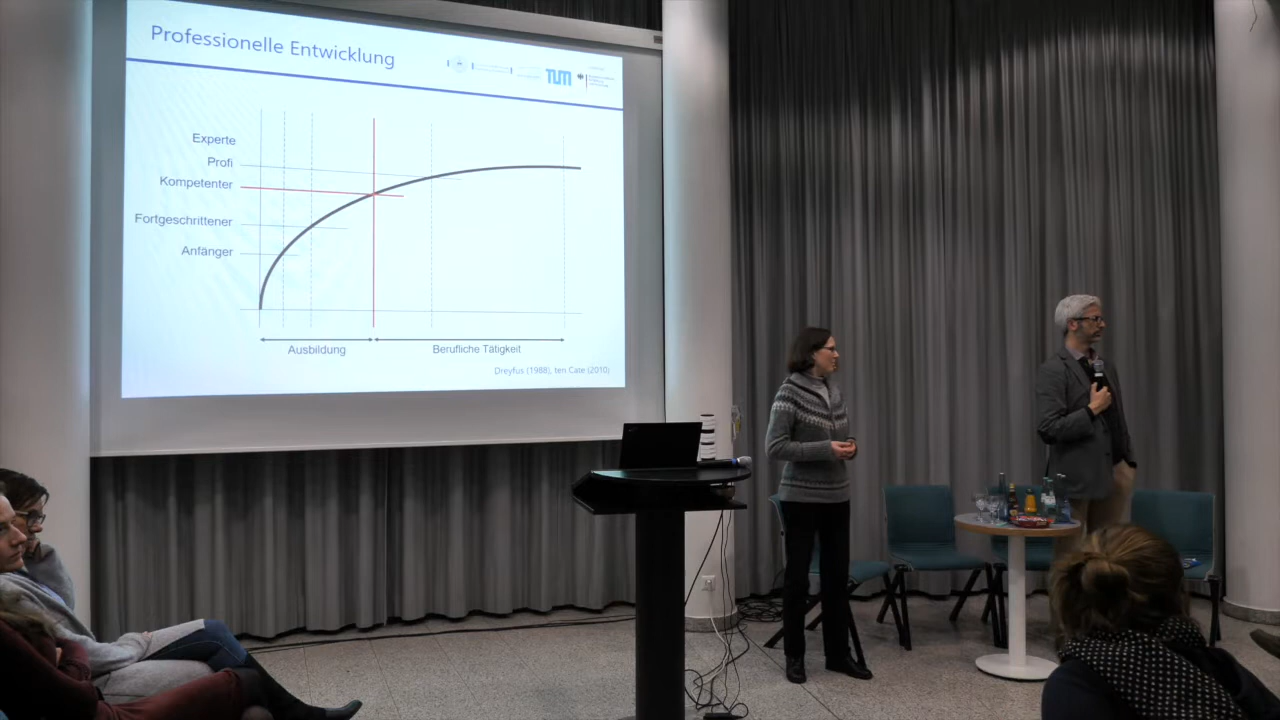 Professionelle Entwicklung
TUM
Experte
Profi
Kompetenter
Fortgeschrittener
Anfänger
Ausbildung
Berufliche Tätigkeit
Dreyfus (1988), ten Cate (2010)